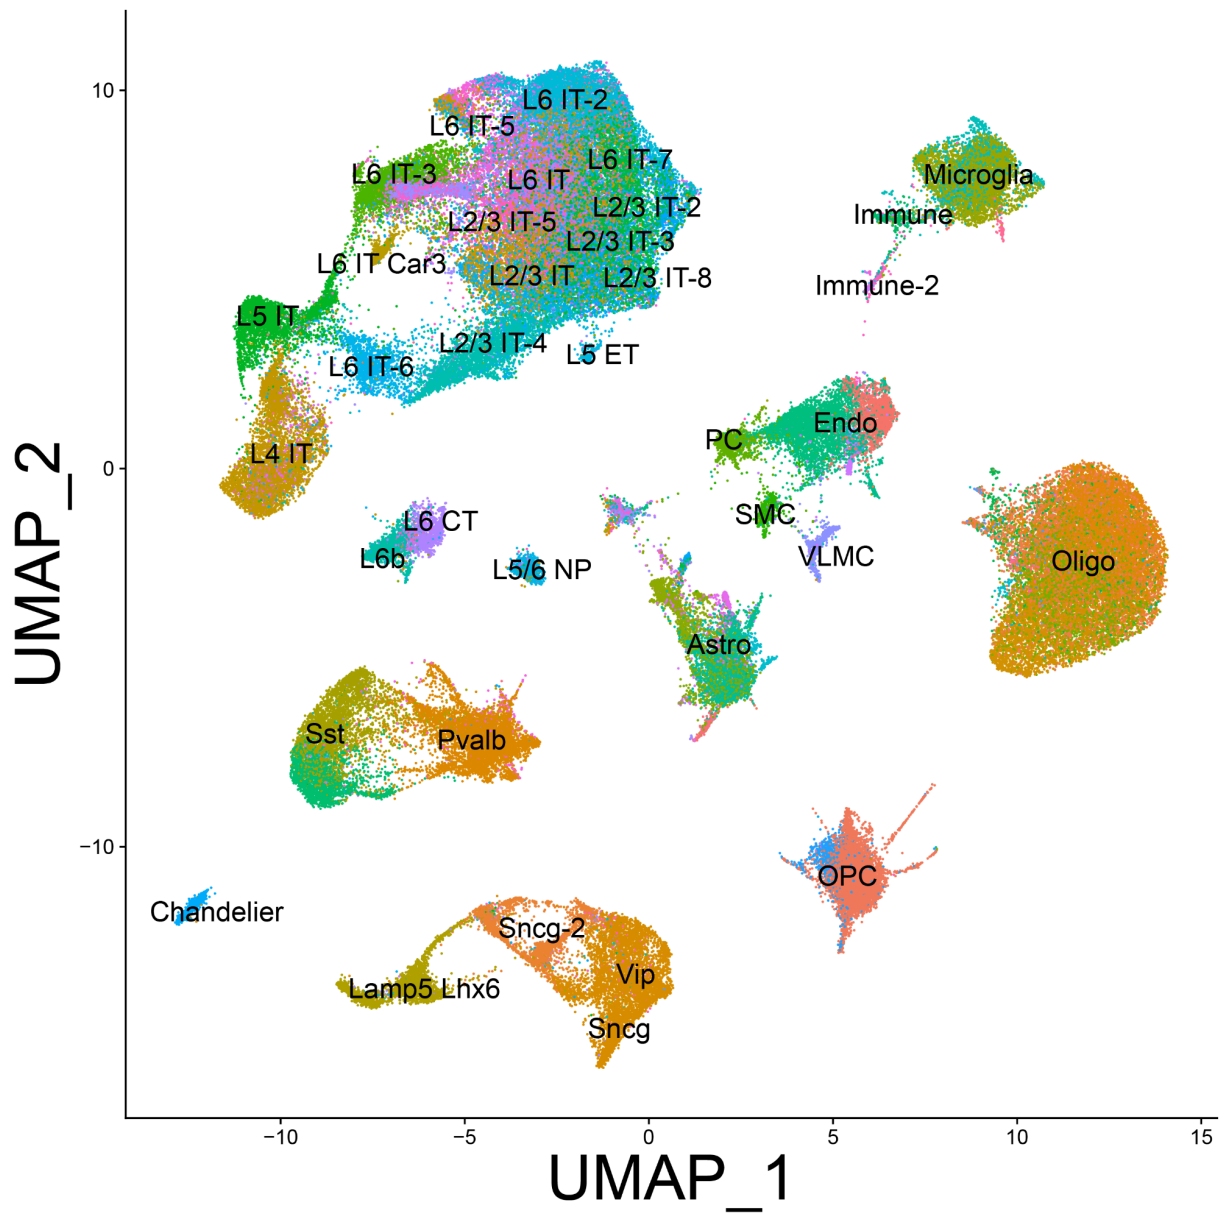 10
L6 IT-2
L6 IT-5
L6 IT-7
L6 IT-3
L6 IT
Microglia
L2/3 IT-2
Immune
L2/3 IT-5
L2/3 IT-3
L6 IT Car3
L2/3 IT
L2/3 IT-8
Immune-2
L5 IT
L2/3 IT-4
L5 ET
L6 IT-6
Endo
PC
L4 IT
0
SMC
L6 CT
L6b
VLMC
L5/6 NP
Oligo
Astro
Sst
Pvalb
−10
OPC
Chandelier
Sncg-2
Vip
Lamp5 Lhx6
Sncg
UMAP_2
−10
−5
0
5
10
15
UMAP_1